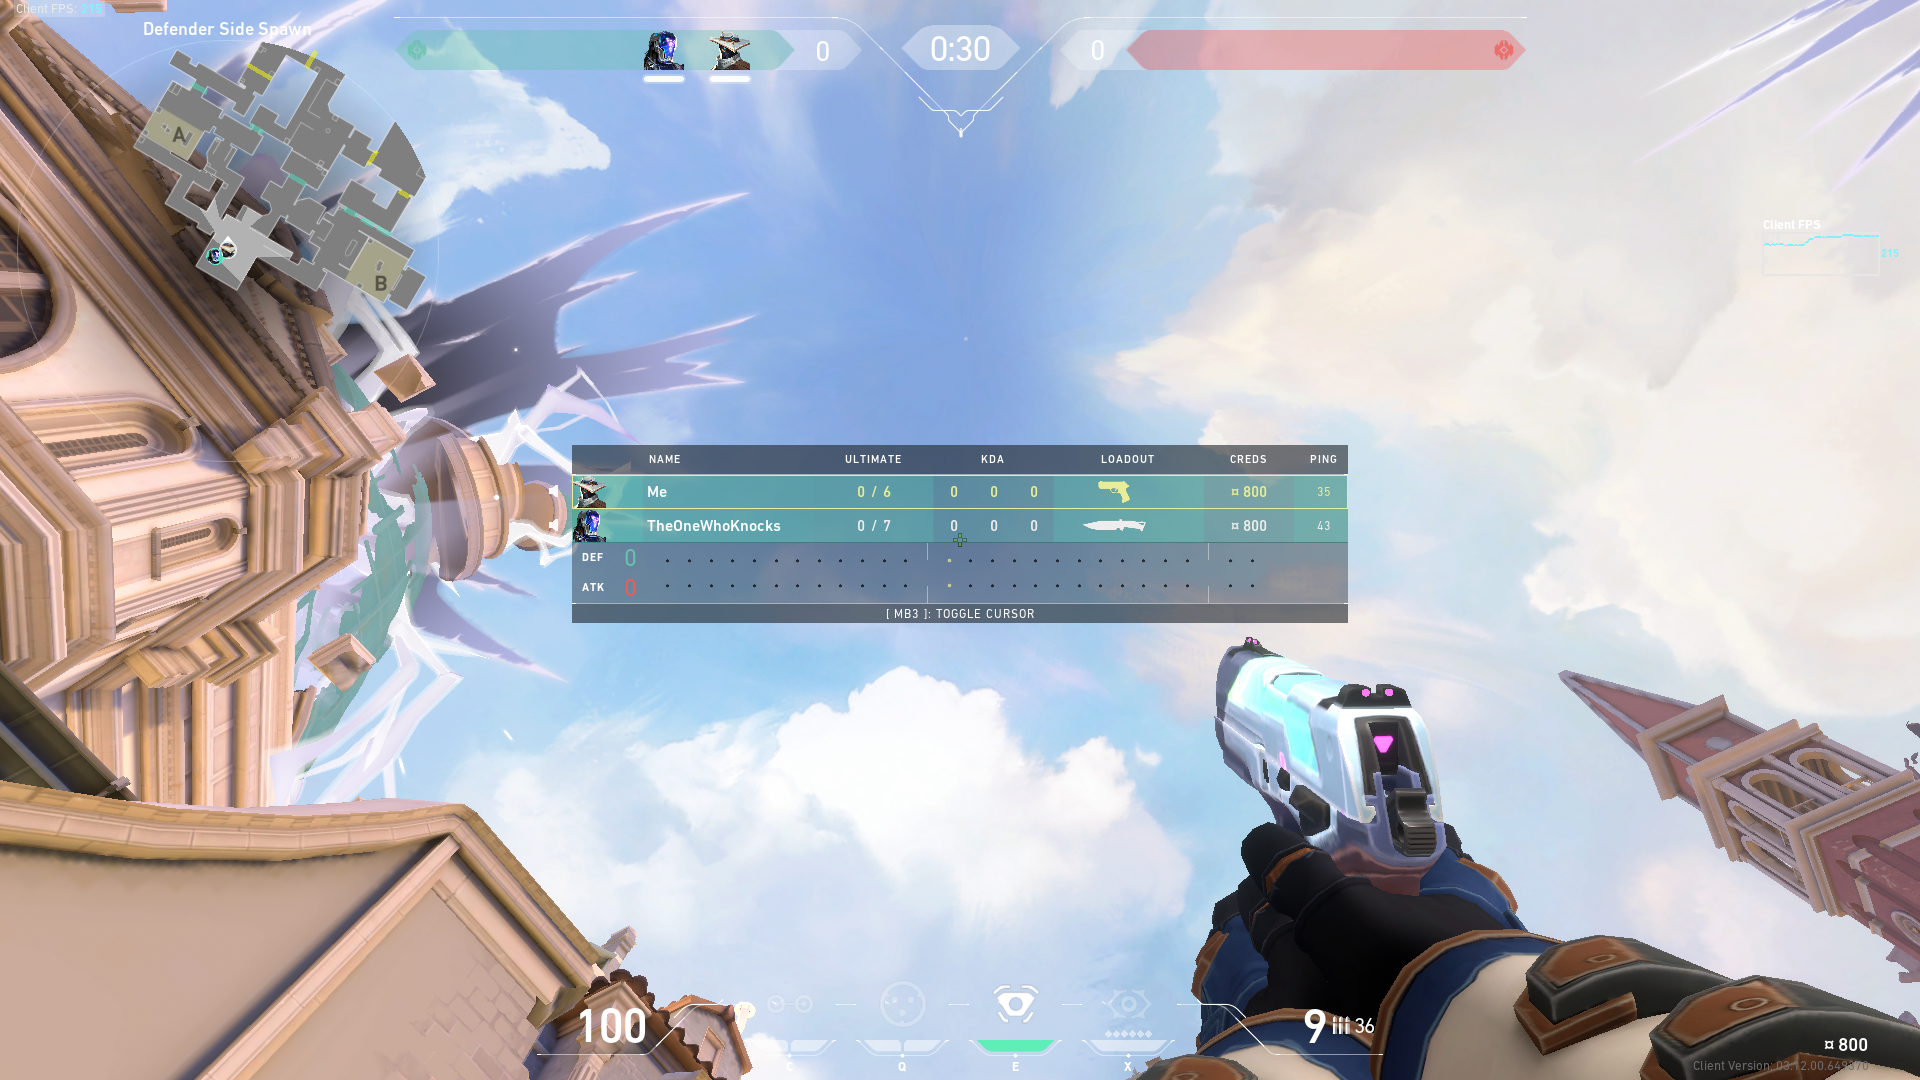 Client FPS: 215
Defender Side Spawn
0
0:30
0
A
B
Client FPS
215
NAME ULTIMATE KDA LOADOUT CREDS PING
Me 0 / 6 0 0 0 ¤ 800 35
TheOneWhoKnocks 0 / 7 0 0 0 ¤ 800 43
DEF 0
ATK 0
[ MB3 ]: TOGGLE CURSOR
100
9 36
C Q E X
¤ 800